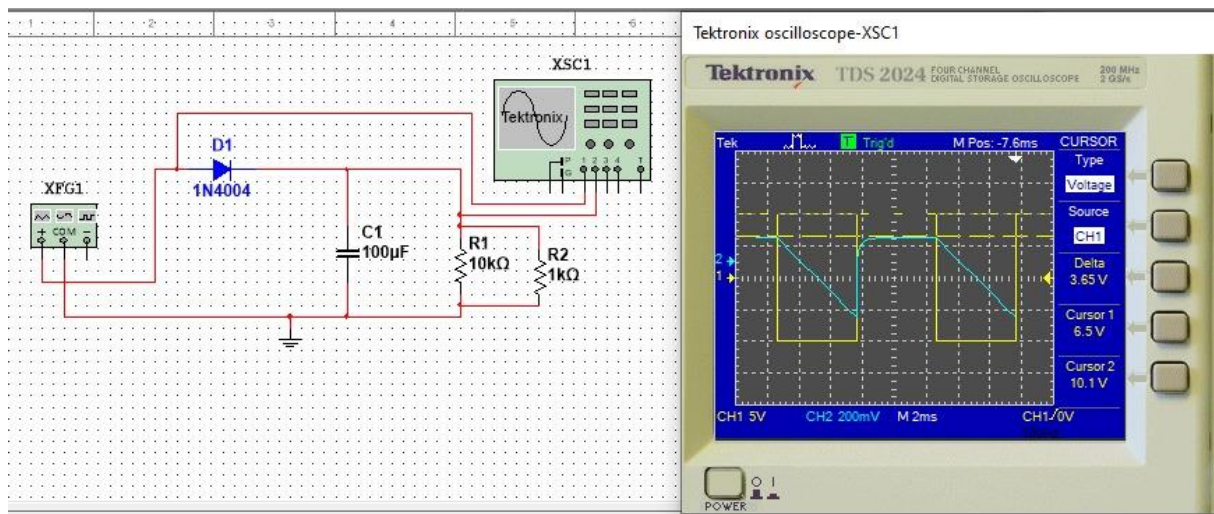 1 2 3 4 5 6
XSC1
Tektronix
P
G
1 2 3 4 T
D1
1N4004
XFG1
+ COM −
C1
100µF
R1
10kΩ
R2
1kΩ
Tektronix oscilloscope-XSC1
Tektronix TDS 2024 FOUR CHANNEL DIGITAL STORAGE OSCILLOSCOPE 200 MHz 2 GS/s
Tek T Trig'd M Pos: -7.6ms CURSOR
Type
Voltage
Source
CH1
Delta
3.65 V
Cursor 1
6.5 V
Cursor 2
10.1 V
2
1
CH1 5V CH2 200mV M 2ms CH1/0V
POWER